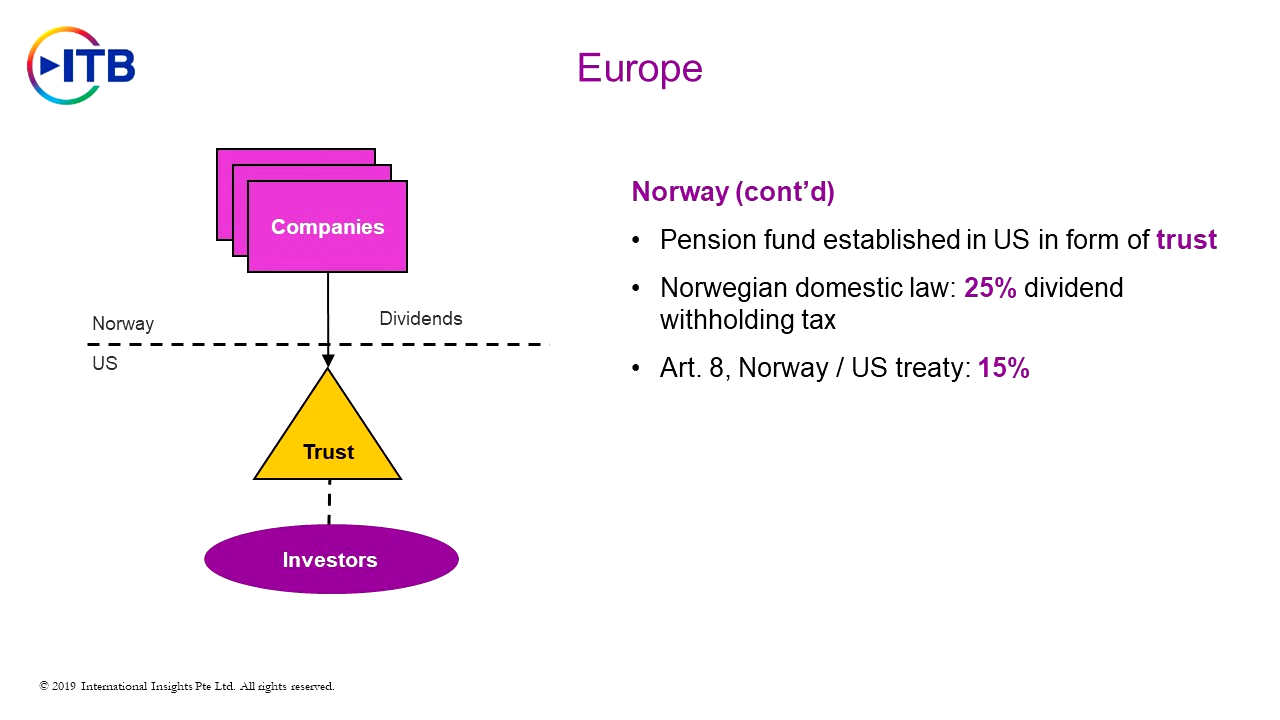 ITB
Europe
Companies
Norway
Dividends
US
Trust
Investors
Norway (cont’d)
• Pension fund established in US in form of trust
• Norwegian domestic law: 25% dividend
withholding tax
• Art. 8, Norway / US treaty: 15%
© 2019 International Insights Pte Ltd. All rights reserved.